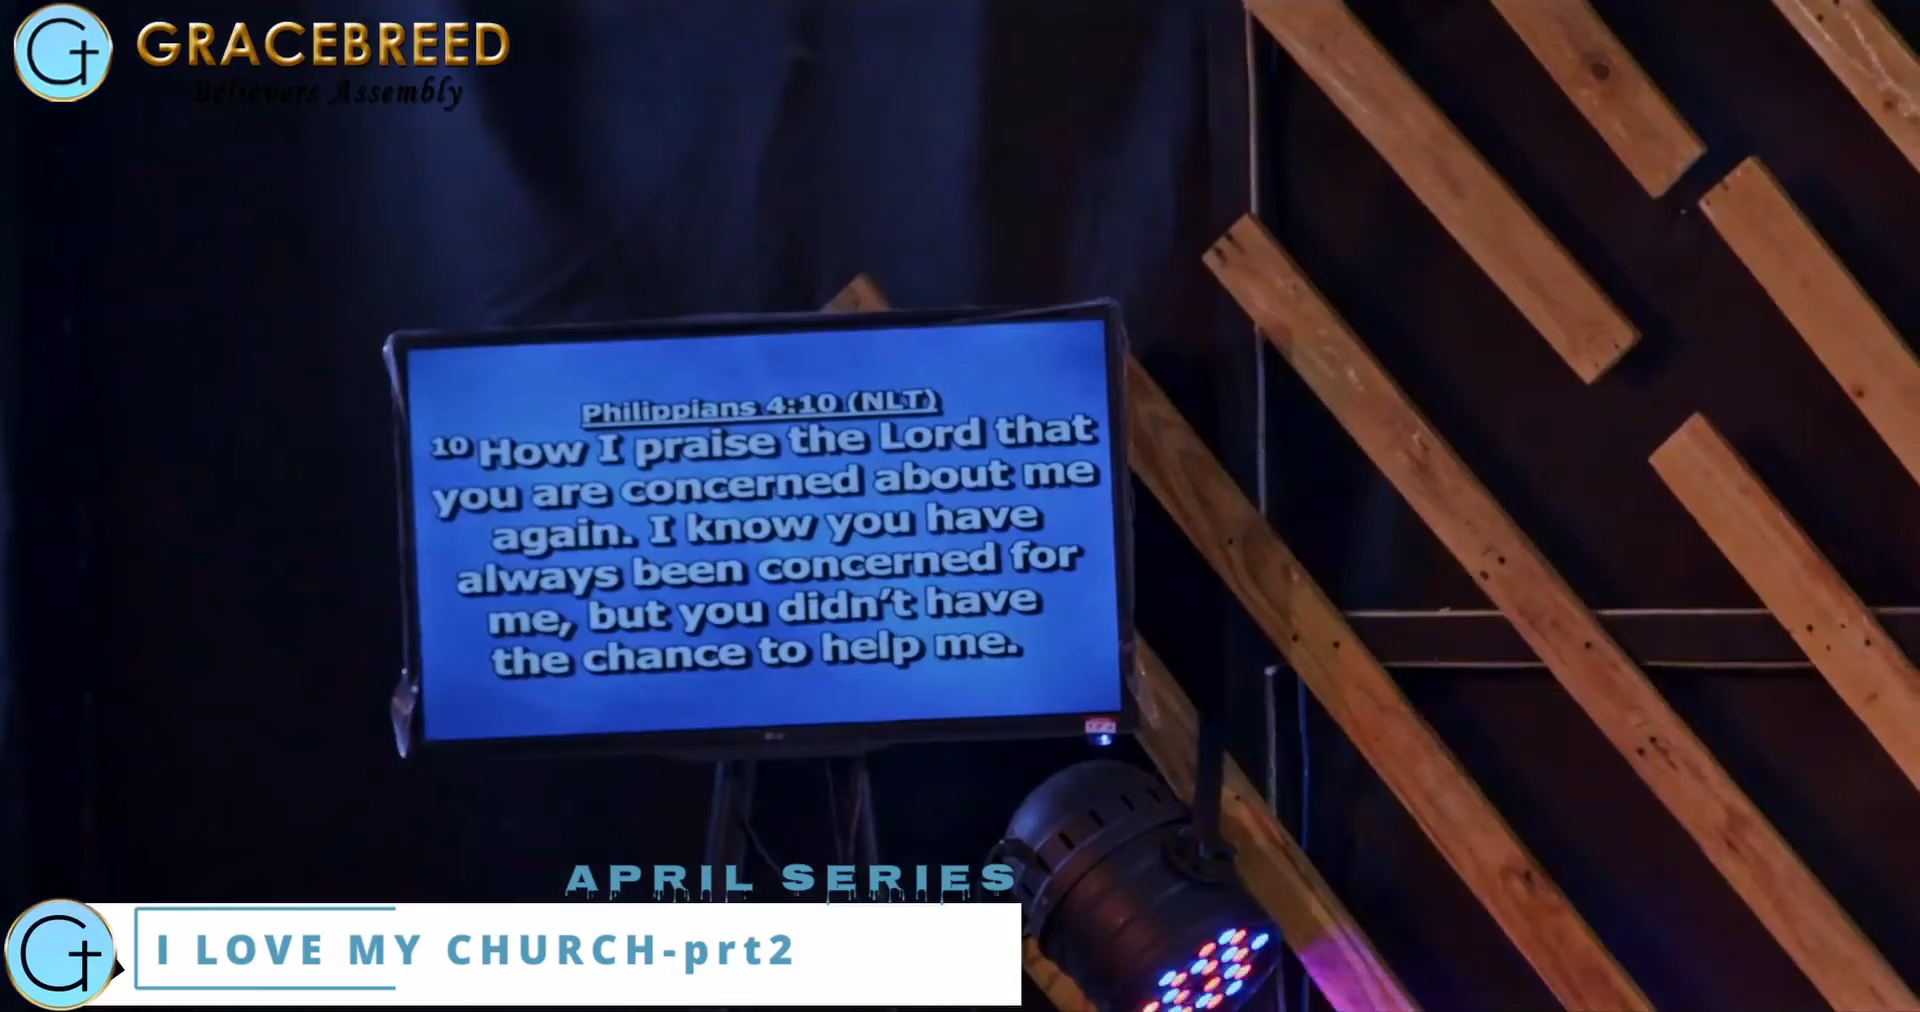 GRACEBREED
Believers Assembly
Philippians 4:10 (NLT)
10 How I praise the Lord that
you are concerned about me
again. I know you have
always been concerned for
me, but you didn't have
the chance to help me.
APRIL SERIES
I LOVE MY CHURCH-prt2